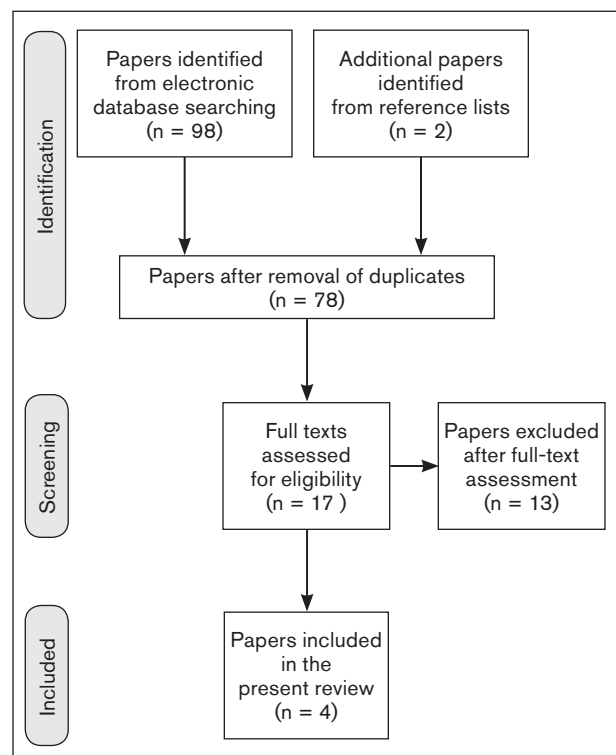 Identification
Papers identified
from electronic
database searching
(n = 98)
Additional papers
identified
from reference lists
(n = 2)
Papers after removal of duplicates
(n = 78)
Screening
Full texts
assessed
for eligibility
(n = 17 )
Papers excluded
after full-text
assessment
(n = 13)
Included
Papers included
in the
present review
(n = 4)